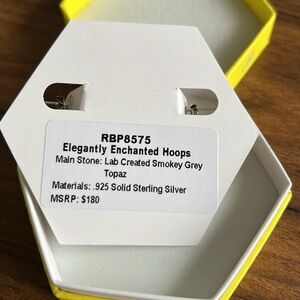 RBP8575
Elegantly Enchanted Hoops
Main Stone: Lab Created Smokey Grey
Topaz
Materials: .925 Solid Sterling Silver
MSRP: $180